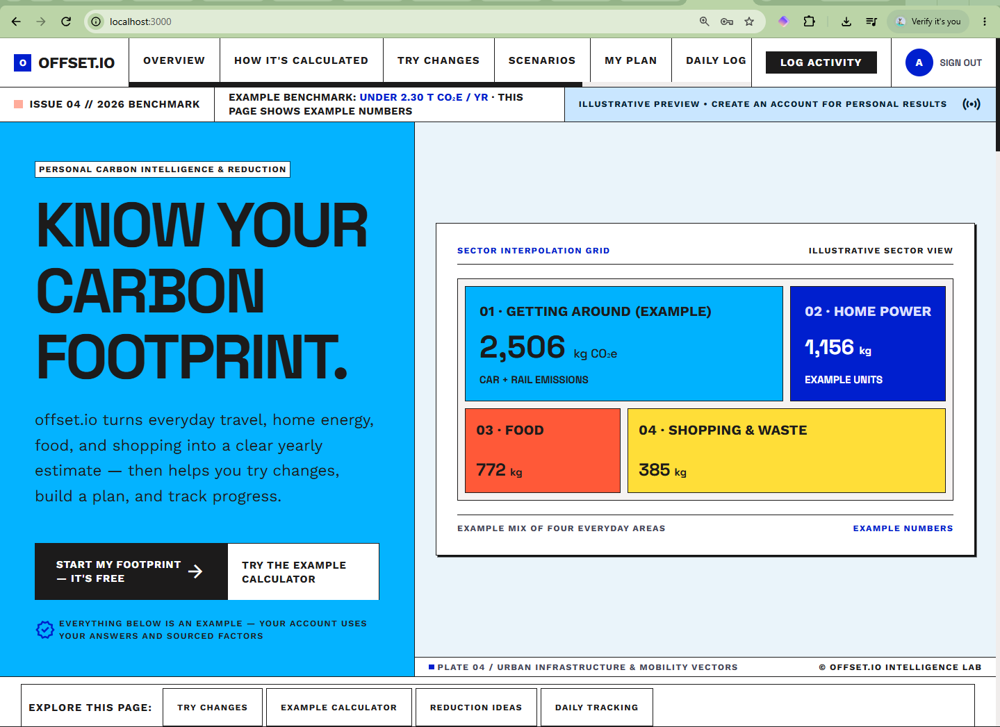 localhost:3000
Verify it's you
O OFFSET.IO
OVERVIEW
HOW IT'S CALCULATED
TRY CHANGES
SCENARIOS
MY PLAN
DAILY LOG
LOG ACTIVITY
A SIGN OUT
ISSUE 04 // 2026 BENCHMARK
EXAMPLE BENCHMARK: UNDER 2.30 T CO₂E / YR · THIS
PAGE SHOWS EXAMPLE NUMBERS
ILLUSTRATIVE PREVIEW • CREATE AN ACCOUNT FOR PERSONAL RESULTS
PERSONAL CARBON INTELLIGENCE & REDUCTION
KNOW YOUR
CARBON
FOOTPRINT.
offset.io turns everyday travel, home energy,
food, and shopping into a clear yearly
estimate — then helps you try changes,
build a plan, and track progress.
START MY FOOTPRINT
— IT'S FREE
TRY THE EXAMPLE
CALCULATOR
EVERYTHING BELOW IS AN EXAMPLE — YOUR ACCOUNT USES
YOUR ANSWERS AND SOURCED FACTORS
SECTOR INTERPOLATION GRID
ILLUSTRATIVE SECTOR VIEW
01 · GETTING AROUND (EXAMPLE)
2,506 kg CO₂e
CAR + RAIL EMISSIONS
02 · HOME POWER
1,156 kg
EXAMPLE UNITS
03 · FOOD
772 kg
04 · SHOPPING & WASTE
385 kg
EXAMPLE MIX OF FOUR EVERYDAY AREAS
EXAMPLE NUMBERS
PLATE 04 / URBAN INFRASTRUCTURE & MOBILITY VECTORS
© OFFSET.IO INTELLIGENCE LAB
EXPLORE THIS PAGE:
TRY CHANGES
EXAMPLE CALCULATOR
REDUCTION IDEAS
DAILY TRACKING